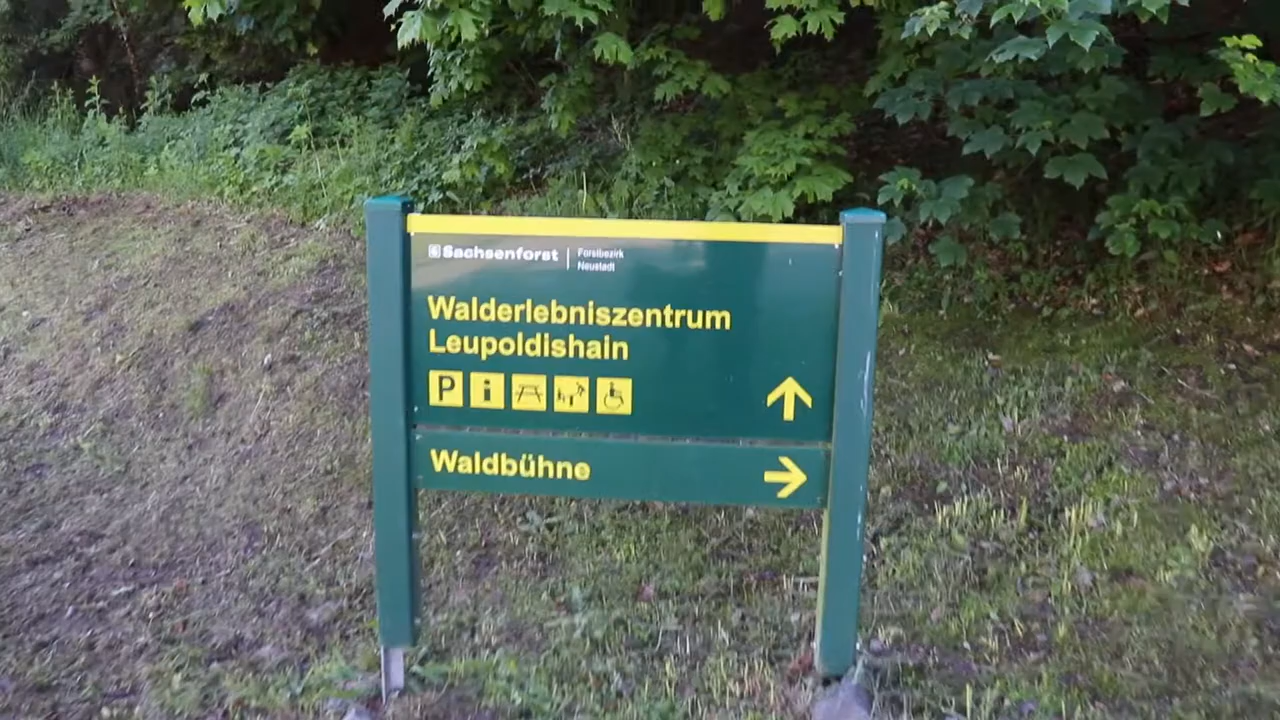 Sachsenforst
Forstbezirk
Neustadt
Walderlebniszentrum
Leupoldishain
P i
Waldbühne